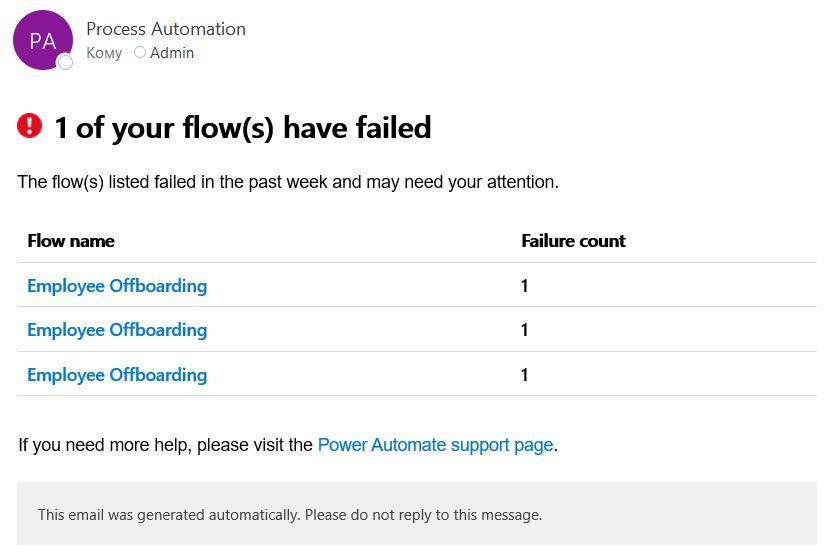 PA
Process Automation
Кому Admin
1 of your flow(s) have failed
The flow(s) listed failed in the past week and may need your attention.
Flow name Failure count
Employee Offboarding 1
Employee Offboarding 1
Employee Offboarding 1
If you need more help, please visit the Power Automate support page.
This email was generated automatically. Please do not reply to this message.